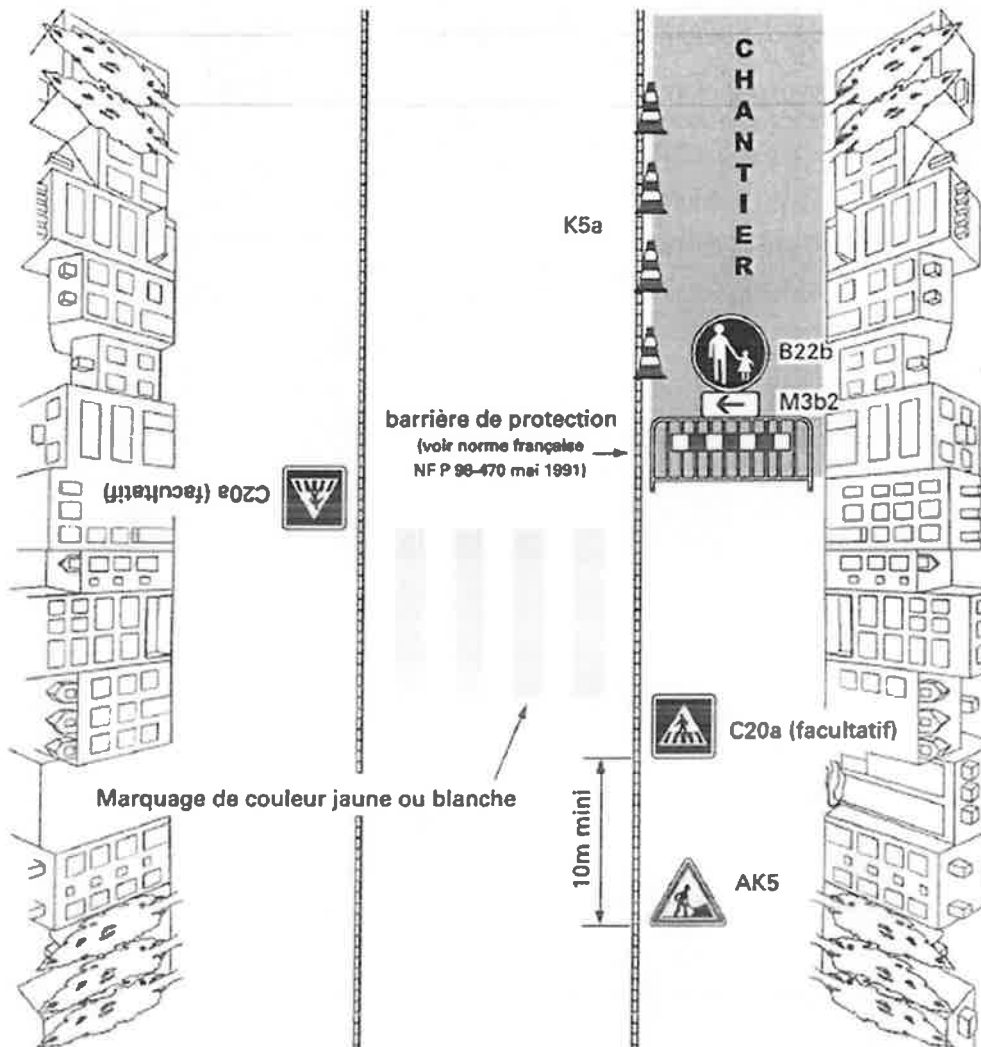 CHANTIER
K5a
B22b
M3b2
barrière de protection
(voir norme française
NF P 98-470 mai 1991)
C20a (facultatif)
C20a (facultatif)
Marquage de couleur jaune ou blanche
10m mini
AK5